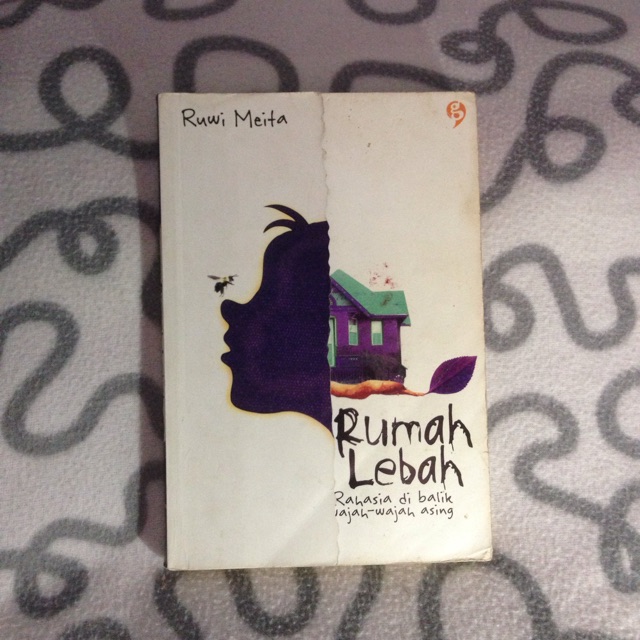 Ruwi Meita
g
Rumah
Lebah
Rahasia di balik
wajah-wajah asing